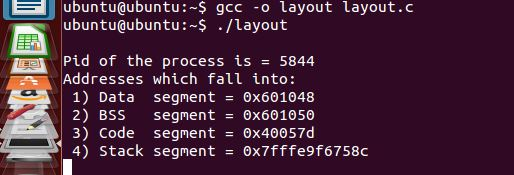 ubuntu@ubuntu:~$ gcc -o layout layout.c
ubuntu@ubuntu:~$ ./layout
Pid of the process is = 5844
Addresses which fall into:
1) Data segment = 0x601048
2) BSS segment = 0x601050
3) Code segment = 0x40057d
4) Stack segment = 0x7fffe9f6758c